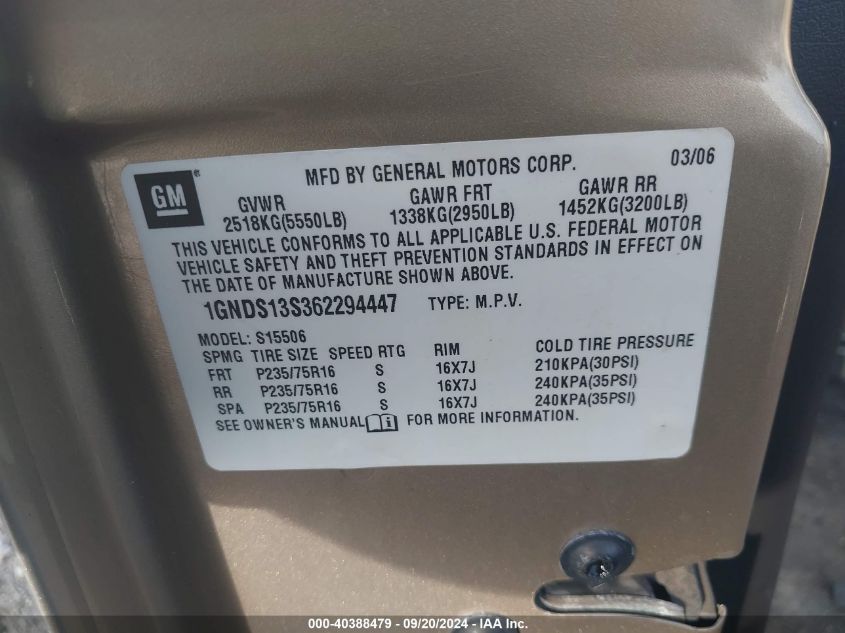 MFD BY GENERAL MOTORS CORP. 03/06
GM
GVWR GAWR FRT GAWR RR
2518KG(5550LB) 1338KG(2950LB) 1452KG(3200LB)
THIS VEHICLE CONFORMS TO ALL APPLICABLE U.S. FEDERAL MOTOR
VEHICLE SAFETY AND THEFT PREVENTION STANDARDS IN EFFECT ON
THE DATE OF MANUFACTURE SHOWN ABOVE.
1GNDS13S362294447 TYPE: M.P.V.
MODEL: S15506
SPMG TIRE SIZE SPEED RTG RIM COLD TIRE PRESSURE
FRT P235/75R16 S 16X7J 210KPA(30PSI)
RR P235/75R16 S 16X7J 240KPA(35PSI)
SPA P235/75R16 S 16X7J 240KPA(35PSI)
SEE OWNER'S MANUAL i FOR MORE INFORMATION.
000-40388479 - 09/20/2024 - IAA Inc.